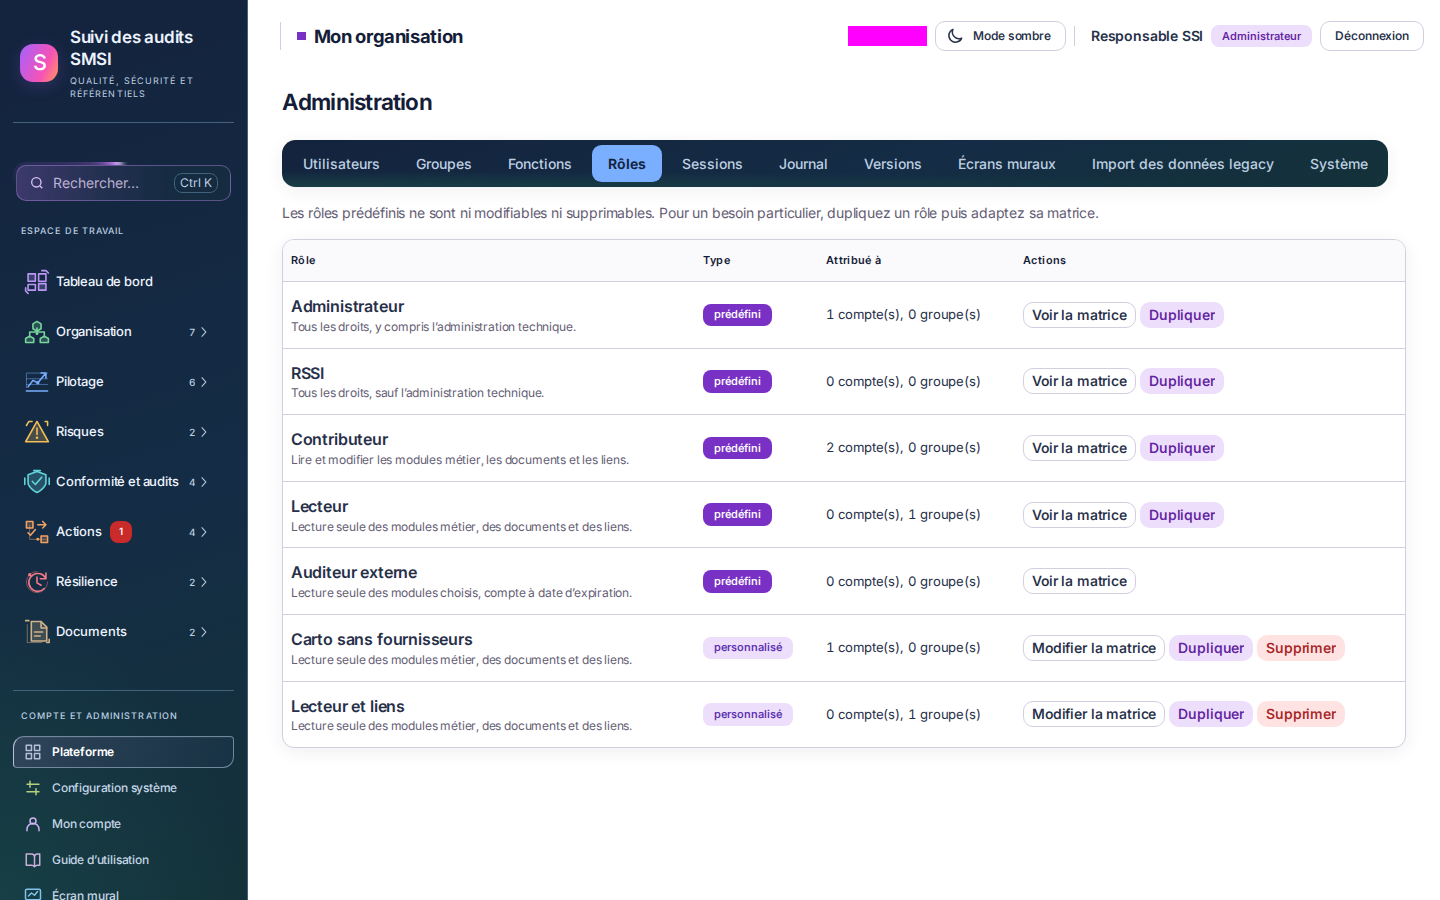 Suivi des audits
SMSI
QUALITÉ, SÉCURITÉ ET
RÉFÉRENTIELS
Rechercher...
Ctrl K
ESPACE DE TRAVAIL
Tableau de bord
Organisation 7
Pilotage 6
Risques 2
Conformité et audits 4
Actions 1 4
Résilience 2
Documents 2
COMPTE ET ADMINISTRATION
Plateforme
Configuration système
Mon compte
Guide d’utilisation
Écran mural
Mon organisation
Mode sombre
Responsable SSI
Administrateur
Déconnexion
Administration
Utilisateurs Groupes Fonctions Rôles Sessions Journal Versions Écrans muraux Import des données legacy Système
Les rôles prédéfinis ne sont ni modifiables ni supprimables. Pour un besoin particulier, dupliquez un rôle puis adaptez sa matrice.
Rôle Type Attribué à Actions
Administrateur
Tous les droits, y compris l’administration technique.
prédéfini 1 compte(s), 0 groupe(s) Voir la matrice Dupliquer
RSSI
Tous les droits, sauf l’administration technique.
prédéfini 0 compte(s), 0 groupe(s) Voir la matrice Dupliquer
Contributeur
Lire et modifier les modules métier, les documents et les liens.
prédéfini 2 compte(s), 0 groupe(s) Voir la matrice Dupliquer
Lecteur
Lecture seule des modules métier, des documents et des liens.
prédéfini 0 compte(s), 1 groupe(s) Voir la matrice Dupliquer
Auditeur externe
Lecture seule des modules choisis, compte à date d’expiration.
prédéfini 0 compte(s), 0 groupe(s) Voir la matrice
Carto sans fournisseurs
Lecture seule des modules métier, des documents et des liens.
personnalisé 1 compte(s), 0 groupe(s) Modifier la matrice Dupliquer Supprimer
Lecteur et liens
Lecture seule des modules métier, des documents et des liens.
personnalisé 0 compte(s), 1 groupe(s) Modifier la matrice Dupliquer Supprimer